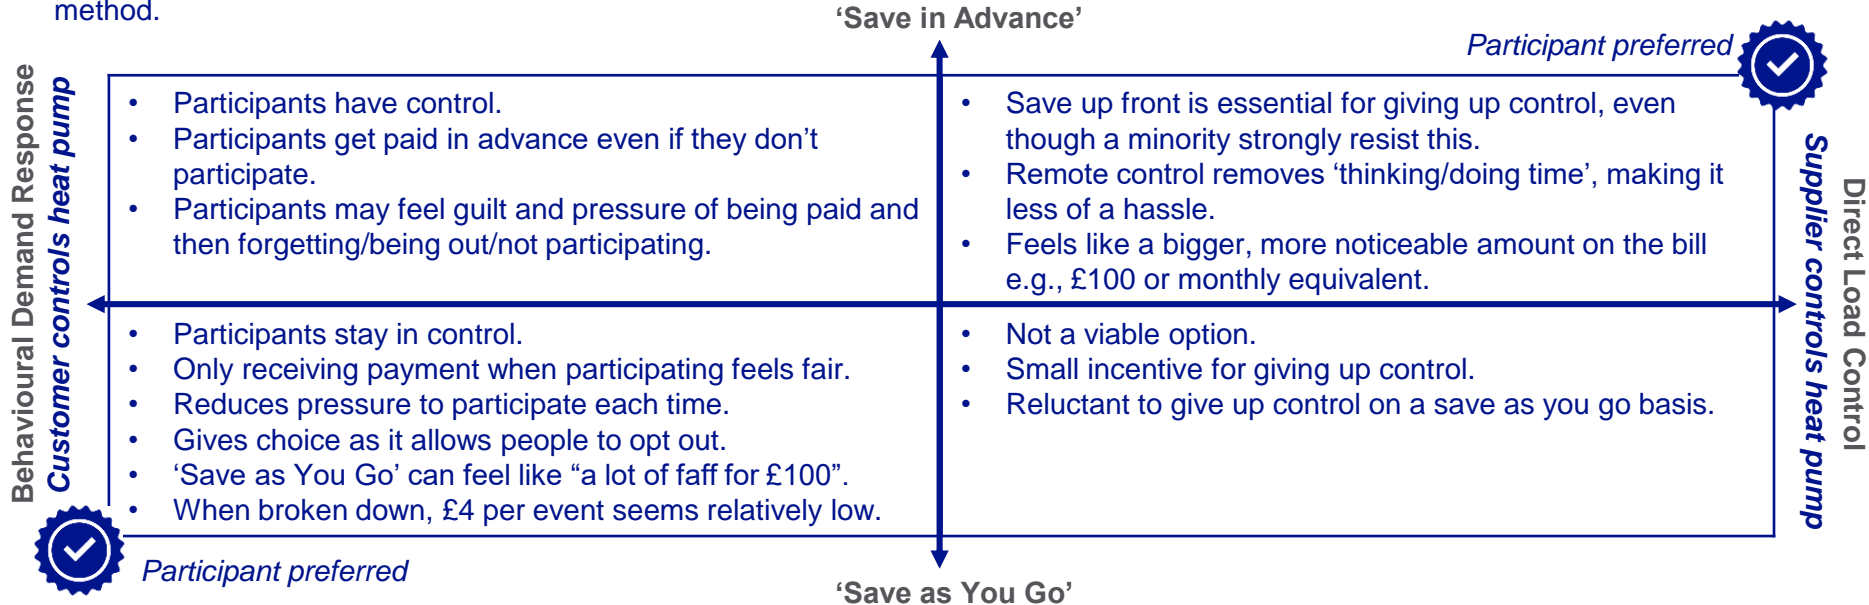 method.
‘Save in Advance’
Participant preferred
Behavioural Demand Response
Customer controls heat pump
• Participants have control.
• Participants get paid in advance even if they don’t
participate.
• Participants may feel guilt and pressure of being paid and
then forgetting/being out/not participating.
• Save up front is essential for giving up control, even
though a minority strongly resist this.
• Remote control removes ‘thinking/doing time’, making it
less of a hassle.
• Feels like a bigger, more noticeable amount on the bill
e.g., £100 or monthly equivalent.
Supplier controls heat pump
Direct Load Control
• Participants stay in control.
• Only receiving payment when participating feels fair.
• Reduces pressure to participate each time.
• Gives choice as it allows people to opt out.
• ‘Save as You Go’ can feel like “a lot of faff for £100”.
• When broken down, £4 per event seems relatively low.
• Not a viable option.
• Small incentive for giving up control.
• Reluctant to give up control on a save as you go basis.
Participant preferred
‘Save as You Go’